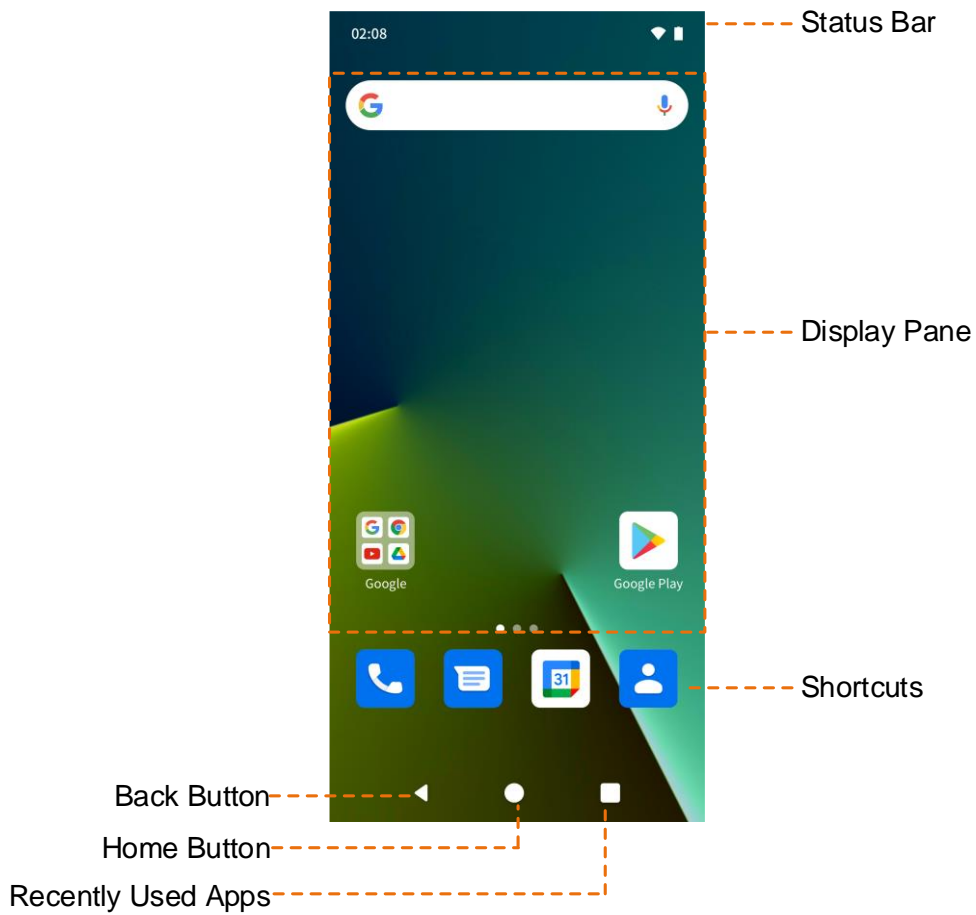 02:08
Status Bar
G
Display Pane
G
Google
Google Play
31
Shortcuts
Back Button
Home Button
Recently Used Apps